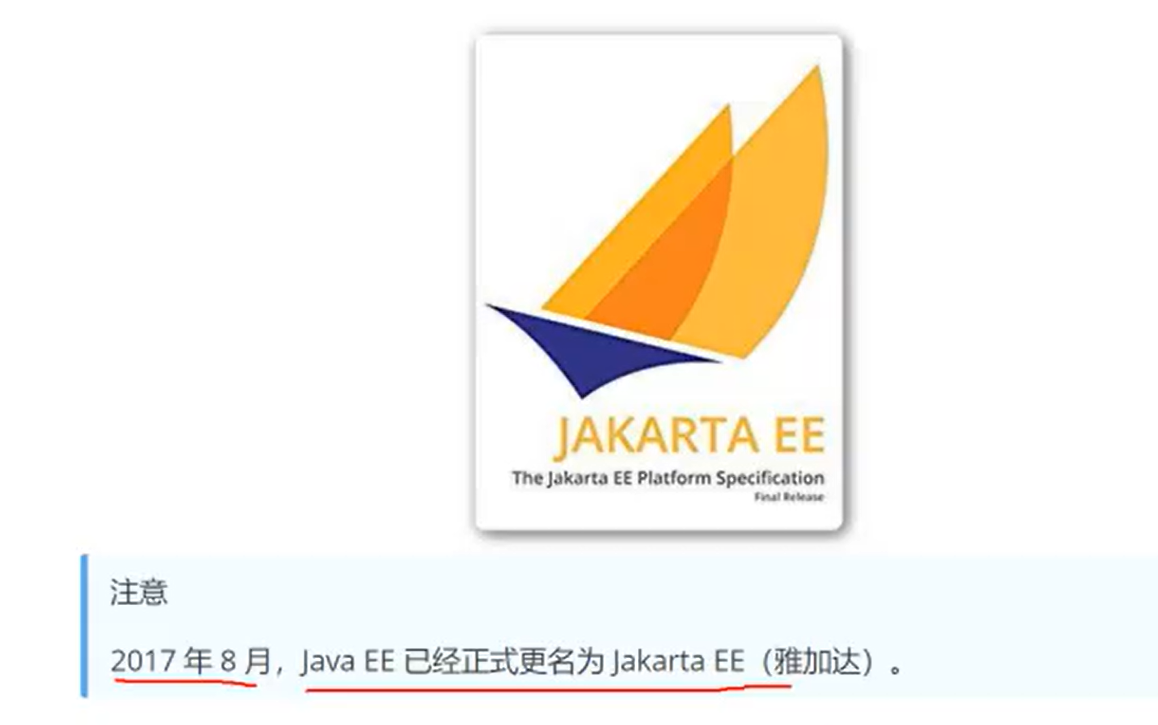 JAKARTA EE
The Jakarta EE Platform Specification
Final Release
注意
2017 年 8 月，Java EE 已经正式更名为 Jakarta EE（雅加达）。